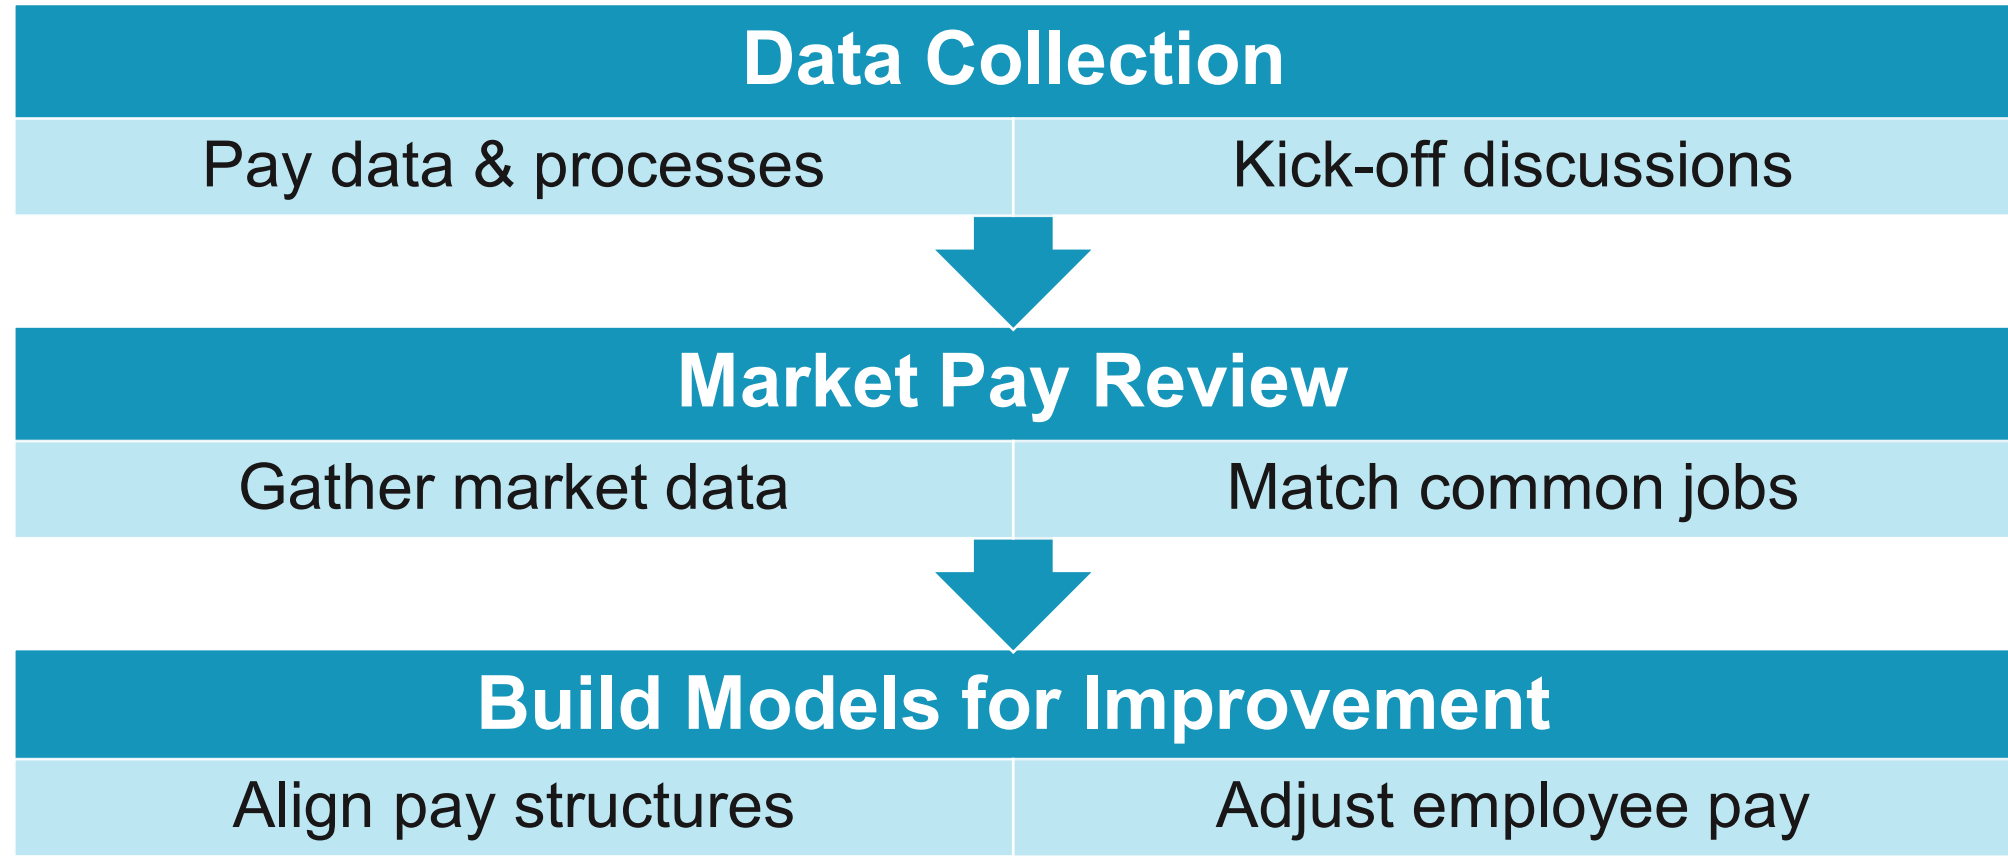 Data Collection
Pay data & processes
Kick-off discussions
Market Pay Review
Gather market data
Match common jobs
Build Models for Improvement
Align pay structures
Adjust employee pay